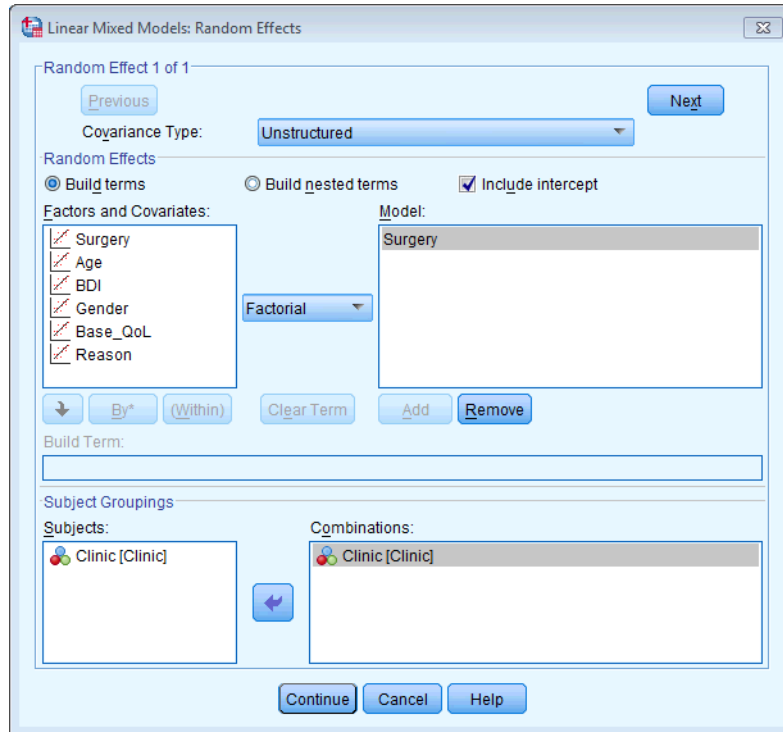 Linear Mixed Models: Random Effects
Random Effect 1 of 1
Previous
Next
Covariance Type:
Unstructured
Random Effects
Build terms
Build nested terms
Include intercept
Factors and Covariates:
Model:
Surgery
Age
BDI
Gender
Base_QoL
Reason
Factorial
Surgery
By*
(Within)
Clear Term
Add
Remove
Build Term:
Subject Groupings
Subjects:
Combinations:
Clinic [Clinic]
Clinic [Clinic]
Continue
Cancel
Help